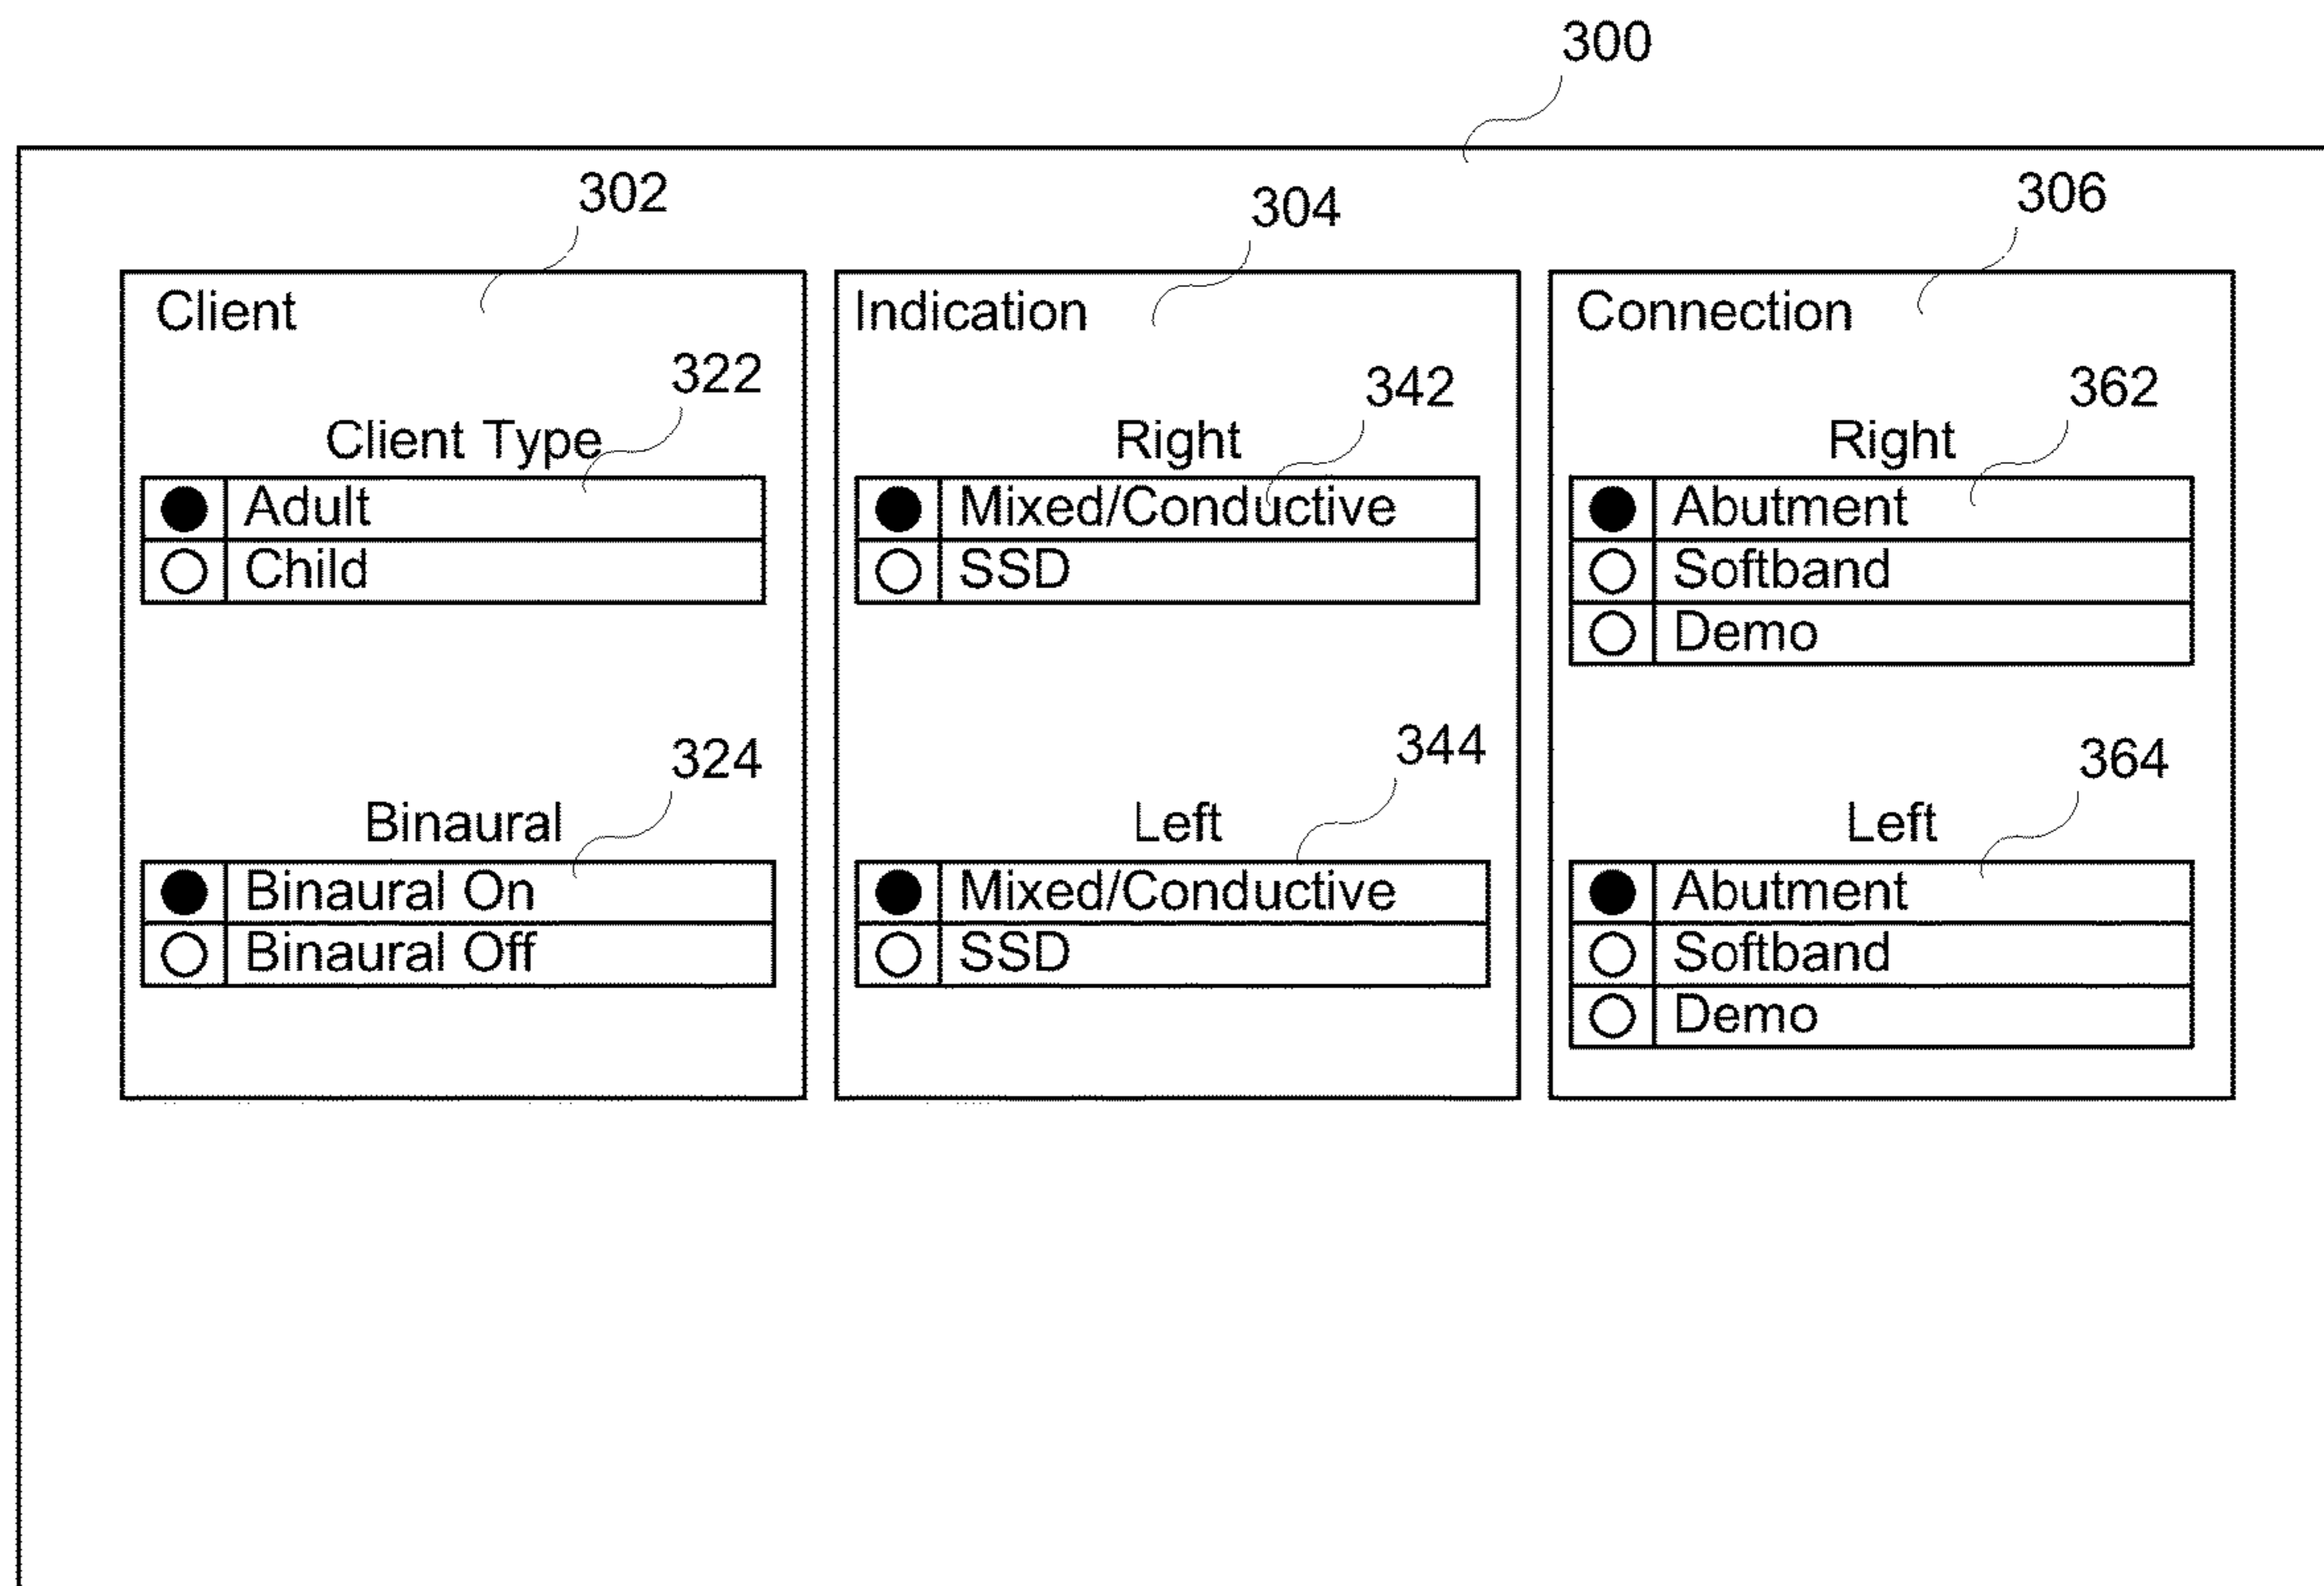 300
302
304
306
Client
322
Client Type
Adult
Child
324
Binaural
Binaural On
Binaural Off
Indication
342
Right
Mixed/Conductive
SSD
344
Left
Mixed/Conductive
SSD
Connection
362
Right
Abutment
Softband
Demo
364
Left
Abutment
Softband
Demo